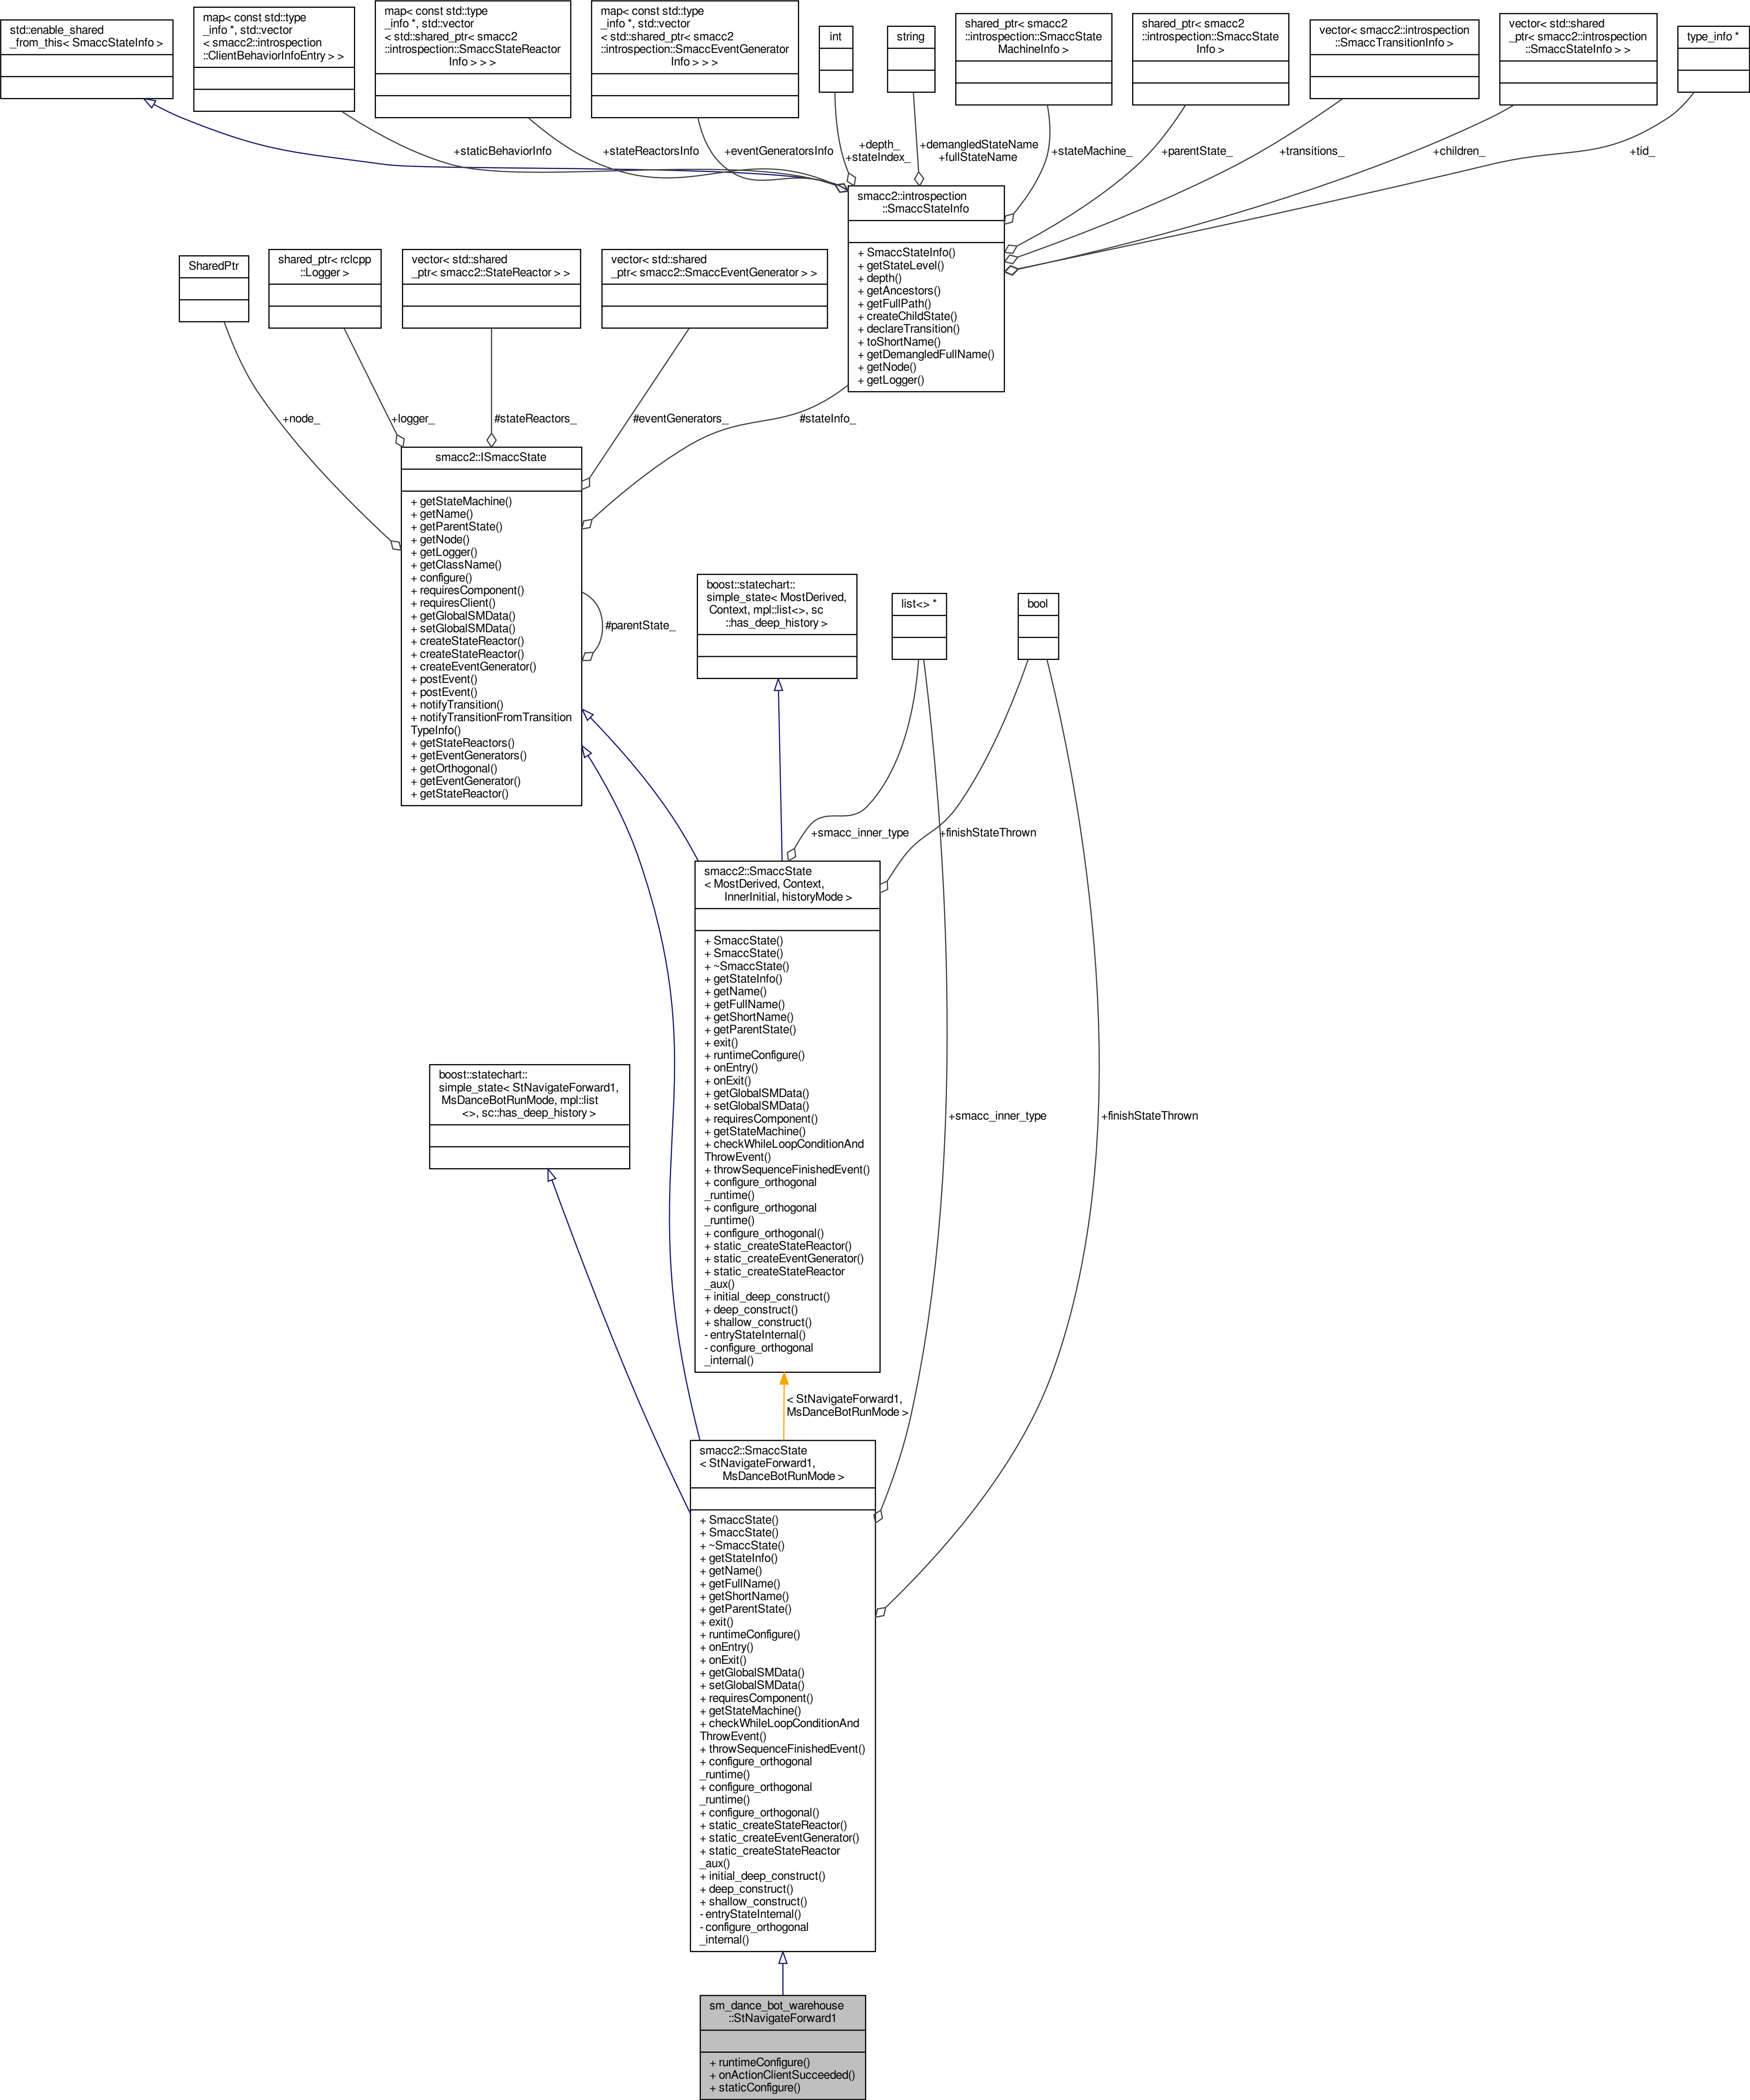 std::enable_shared
_from_this< SmaccStateInfo >
map< const std::type
_info *, std::vector
< smacc2::introspection
::ClientBehaviorInfoEntry > >
map< const std::type
_info *, std::vector
< std::shared_ptr< smacc2
::introspection::SmaccStateReactor
Info > > >
map< const std::type
_info *, std::vector
< std::shared_ptr< smacc2
::introspection::SmaccEventGenerator
Info > > >
int
string
shared_ptr< smacc2
::introspection::SmaccState
MachineInfo >
shared_ptr< smacc2
::introspection::SmaccState
Info >
vector< smacc2::introspection
::SmaccTransitionInfo >
vector< std::shared
_ptr< smacc2::introspection
::SmaccStateInfo > >
type_info *
+staticBehaviorInfo
+stateReactorsInfo
+eventGeneratorsInfo
+depth_
+stateIndex_
+demangledStateName
+fullStateName
+stateMachine_
+parentState_
+transitions_
+children_
+tid_
smacc2::introspection
::SmaccStateInfo
+ SmaccStateInfo()
+ getStateLevel()
+ depth()
+ getAncestors()
+ getFullPath()
+ createChildState()
+ declareTransition()
+ toShortName()
+ getDemangledFullName()
+ getNode()
+ getLogger()
SharedPtr
shared_ptr< rclcpp
::Logger >
vector< std::shared
_ptr< smacc2::StateReactor > >
vector< std::shared
_ptr< smacc2::SmaccEventGenerator > >
+node_
+logger_
#stateReactors_
#eventGenerators_
#stateInfo_
smacc2::ISmaccState
+ getStateMachine()
+ getName()
+ getParentState()
+ getNode()
+ getLogger()
+ getClassName()
+ configure()
+ requiresComponent()
+ requiresClient()
+ getGlobalSMData()
+ setGlobalSMData()
+ createStateReactor()
+ createStateReactor()
+ createEventGenerator()
+ postEvent()
+ postEvent()
+ notifyTransition()
+ notifyTransitionFromTransition
TypeInfo()
+ getStateReactors()
+ getEventGenerators()
+ getOrthogonal()
+ getEventGenerator()
+ getStateReactor()
#parentState_
boost::statechart::
simple_state< MostDerived,
Context, mpl::list<>, sc
::has_deep_history >
list<> *
bool
+smacc_inner_type
+finishStateThrown
smacc2::SmaccState
< MostDerived, Context,
InnerInitial, historyMode >
+ SmaccState()
+ SmaccState()
+ ~SmaccState()
+ getStateInfo()
+ getName()
+ getFullName()
+ getShortName()
+ getParentState()
+ exit()
+ runtimeConfigure()
+ onEntry()
+ onExit()
+ getGlobalSMData()
+ setGlobalSMData()
+ requiresComponent()
+ getStateMachine()
+ checkWhileLoopConditionAnd
ThrowEvent()
+ throwSequenceFinishedEvent()
+ configure_orthogonal
_runtime()
+ configure_orthogonal
_runtime()
+ configure_orthogonal()
+ static_createStateReactor()
+ static_createEventGenerator()
+ static_createStateReactor
_aux()
+ initial_deep_construct()
+ deep_construct()
+ shallow_construct()
- entryStateInternal()
- configure_orthogonal
_internal()
boost::statechart::
simple_state< StNavigateForward1,
MsDanceBotRunMode, mpl::list
<>, sc::has_deep_history >
+smacc_inner_type
+finishStateThrown
< StNavigateForward1,
MsDanceBotRunMode >
smacc2::SmaccState
< StNavigateForward1,
MsDanceBotRunMode >
+ SmaccState()
+ SmaccState()
+ ~SmaccState()
+ getStateInfo()
+ getName()
+ getFullName()
+ getShortName()
+ getParentState()
+ exit()
+ runtimeConfigure()
+ onEntry()
+ onExit()
+ getGlobalSMData()
+ setGlobalSMData()
+ requiresComponent()
+ getStateMachine()
+ checkWhileLoopConditionAnd
ThrowEvent()
+ throwSequenceFinishedEvent()
+ configure_orthogonal
_runtime()
+ configure_orthogonal
_runtime()
+ configure_orthogonal()
+ static_createStateReactor()
+ static_createEventGenerator()
+ static_createStateReactor
_aux()
+ initial_deep_construct()
+ deep_construct()
+ shallow_construct()
- entryStateInternal()
- configure_orthogonal
_internal()
sm_dance_bot_warehouse
::StNavigateForward1
+ runtimeConfigure()
+ onActionClientSucceeded()
+ staticConfigure()